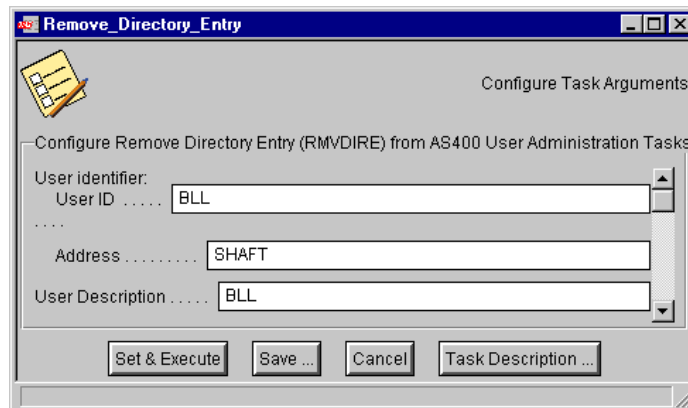 Remove_Directory_Entry
Configure Task Arguments
Configure Remove Directory Entry (RMVDIRE) from AS400 User Administration Tasks
User identifier:
User ID ..... BLL
....
Address ......... SHAFT
User Description ..... BLL
Set & Execute Save ... Cancel Task Description ...